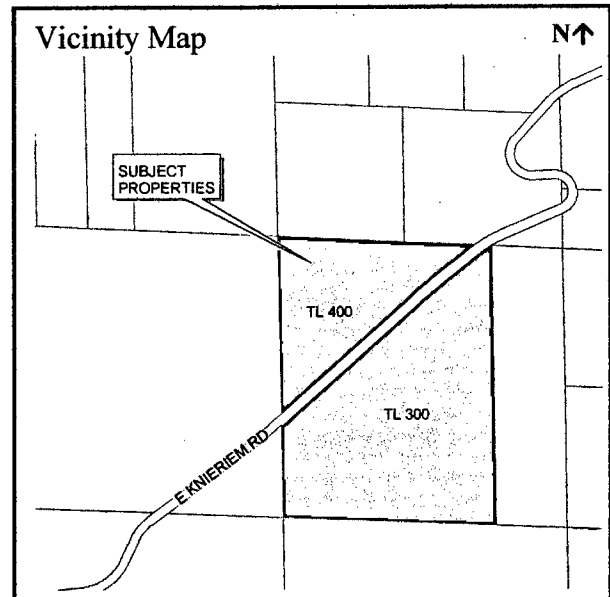 Vicinity Map
N↑
SUBJECT
PROPERTIES
TL 400
TL 300
E KNIERIEM RD